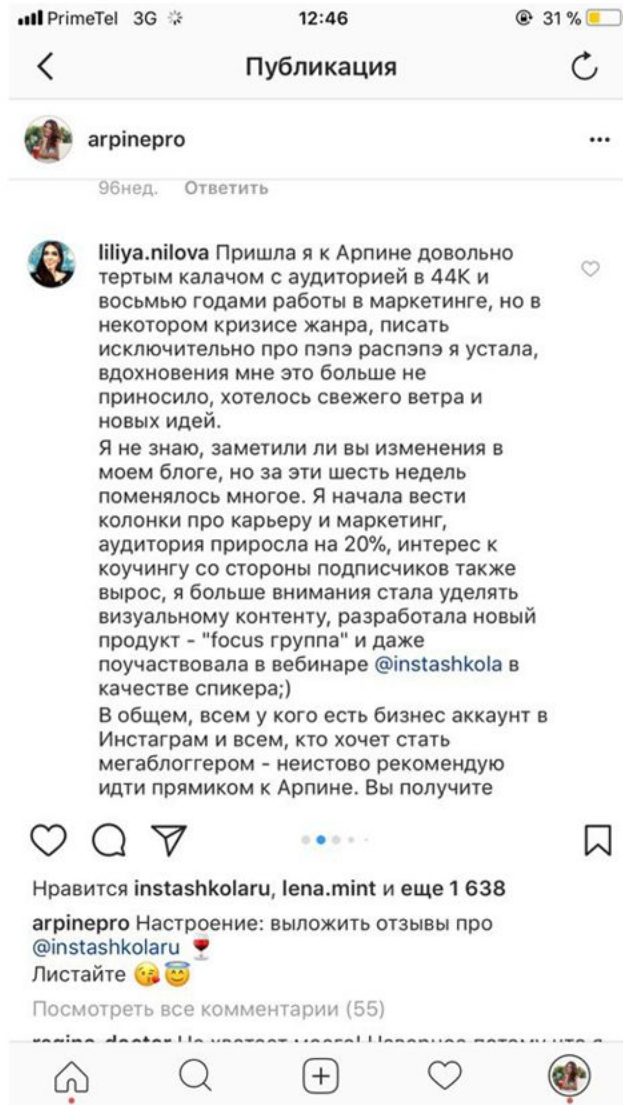 PrimeTel 3G 12:46 31 %
Публикация
arpinepro
96нед. Ответить
liliya.nilova Пришла я к Арпине довольно
тертым калачом с аудиторией в 44К и
восьмью годами работы в маркетинге, но в
некотором кризисе жанра, писать
исключительно про пэпэ распэпэ я устала,
вдохновения мне это больше не
приносило, хотелось свежего ветра и
новых идей.
Я не знаю, заметили ли вы изменения в
моем блоге, но за эти шесть недель
поменялось многое. Я начала вести
колонки про карьеру и маркетинг,
аудитория приросла на 20%, интерес к
коучингу со стороны подписчиков также
вырос, я больше внимания стала уделять
визуальному контенту, разработала новый
продукт - "focus группа" и даже
поучаствовала в вебинаре @instashkola в
качестве спикера;)
В общем, всем у кого есть бизнес аккаунт в
Инстаграм и всем, кто хочет стать
мегаблоггером - неистово рекомендую
идти прямиком к Арпине. Вы получите
Нравится instashkolaru, lena.mint и еще 1 638
arpinepro Настроение: выложить отзывы про
@instashkolaru 🍷
Листайте 😘😇
Посмотреть все комментарии (55)